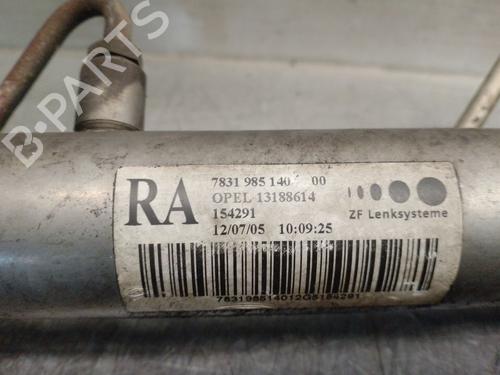 B-PARTS
RA
7831 985 140 00
OPEL 13188614
154291
12/07/05 10:09:25
ZF Lenksysteme